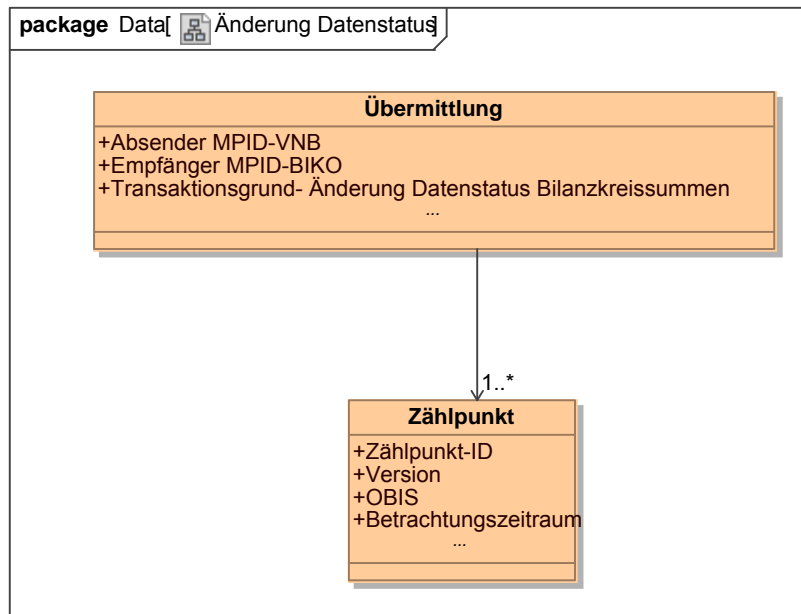 package Data[ Änderung Datenstatus]
Übermittlung
+Absender MPID-VNB
+Empfänger MPID-BIKO
+Transaktionsgrund- Änderung Datenstatus Bilanzkreissummen
...
1..*
Zählpunkt
+Zählpunkt-ID
+Version
+OBIS
+Betrachtungszeitraum
...